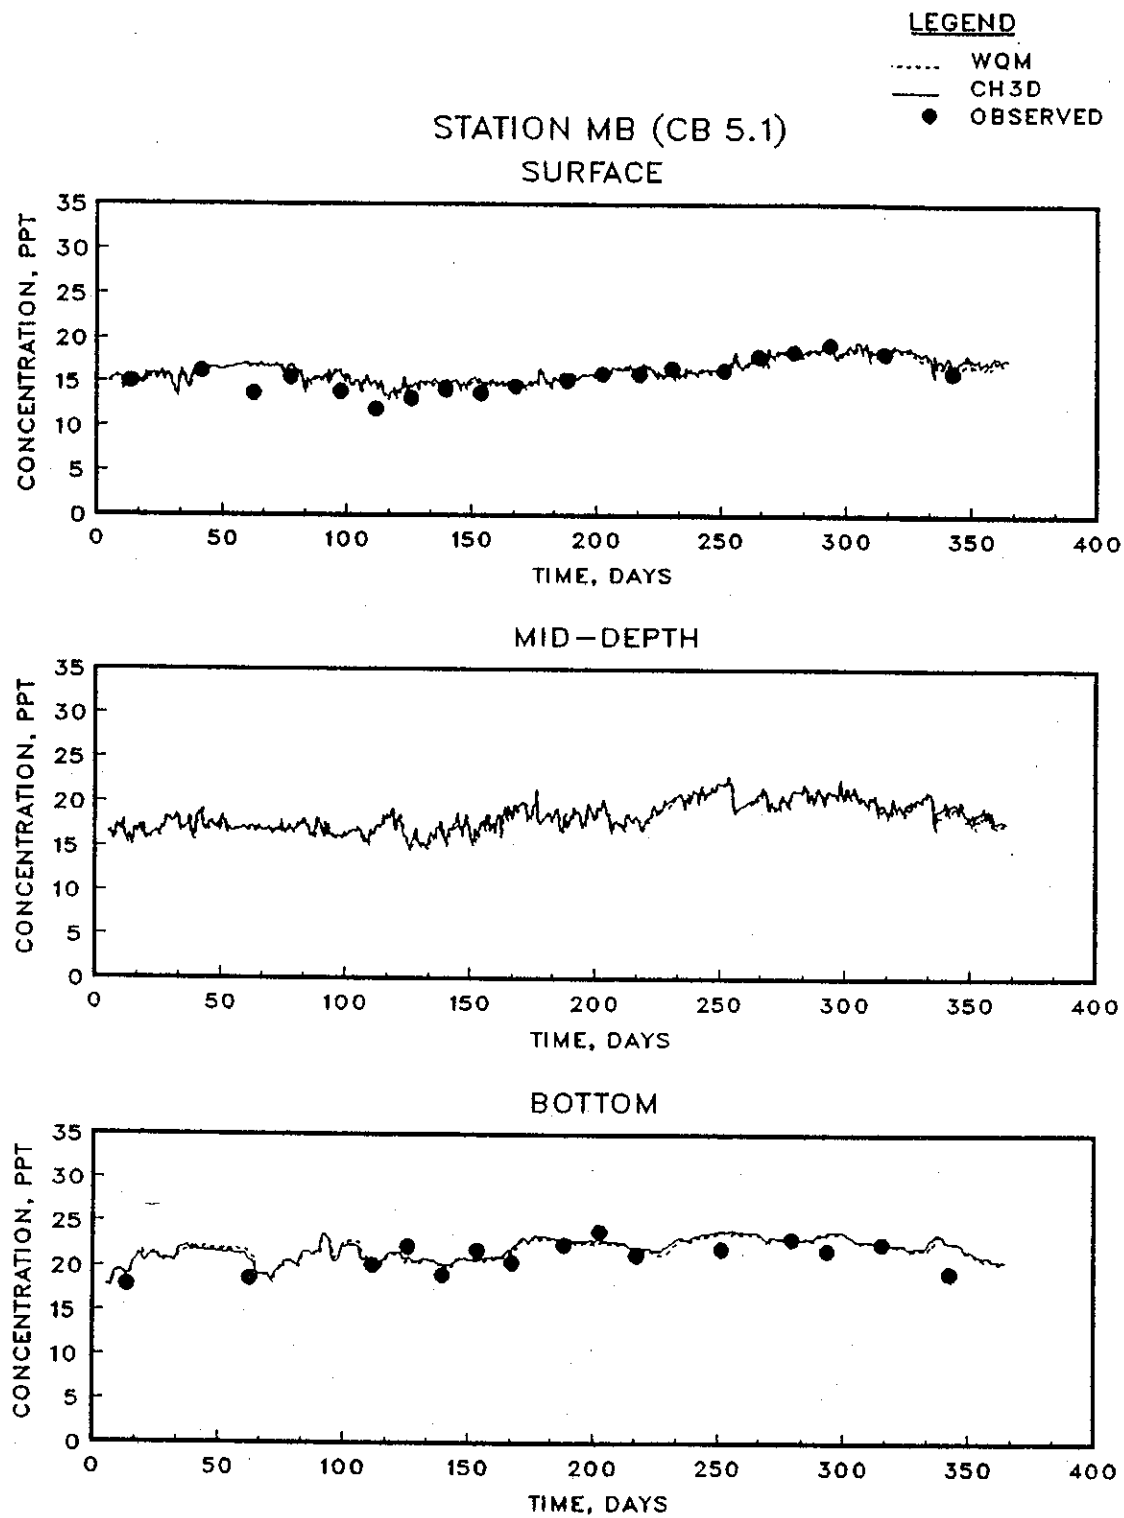 LEGEND
WQM
CH3D
OBSERVED
STATION MB (CB 5.1)
SURFACE
CONCENTRATION, PPT
35
30
25
20
15
10
5
0
0 50 100 150 200 250 300 350 400
TIME, DAYS
MID-DEPTH
CONCENTRATION, PPT
35
30
25
20
15
10
5
0
0 50 100 150 200 250 300 350 400
TIME, DAYS
BOTTOM
CONCENTRATION, PPT
35
30
25
20
15
10
5
0
0 50 100 150 200 250 300 350 400
TIME, DAYS